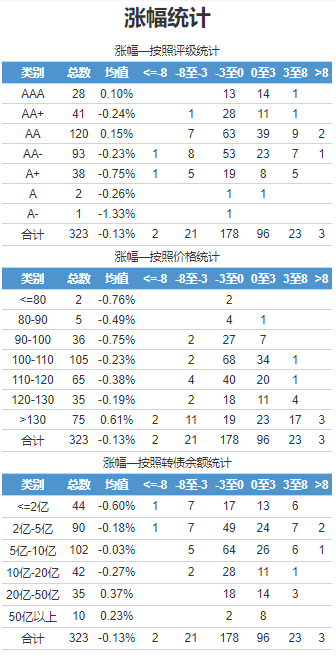 涨幅统计
涨幅—按照评级统计
类别 总数 均值 <=-8 -8至-3 -3至0 0至3 3至8 >8
AAA 28 0.10% 13 14 1
AA+ 41 -0.24% 1 28 11 1
AA 120 0.15% 7 63 39 9 2
AA- 93 -0.23% 1 8 53 23 7 1
A+ 38 -0.75% 1 5 19 8 5
A 2 -0.26% 1 1
A- 1 -1.33% 1
合计 323 -0.13% 2 21 178 96 23 3
涨幅—按照价格统计
类别 总数 均值 <=-8 -8至-3 -3至0 0至3 3至8 >8
<=80 2 -0.76% 2
80-90 5 -0.49% 4 1
90-100 36 -0.75% 2 27 7
100-110 105 -0.23% 2 68 34 1
110-120 65 -0.38% 4 40 20 1
120-130 35 -0.19% 2 18 11 4
>130 75 0.61% 2 11 19 23 17 3
合计 323 -0.13% 2 21 178 96 23 3
涨幅—按照转债余额统计
类别 总数 均值 <=-8 -8至-3 -3至0 0至3 3至8 >8
<=2亿 44 -0.60% 1 7 17 13 6
2亿-5亿 90 -0.18% 1 7 49 24 7 2
5亿-10亿 102 -0.03% 5 64 26 6 1
10亿-20亿 42 -0.27% 2 28 11 1
20亿-50亿 35 0.37% 18 14 3
50亿以上 10 0.23% 2 8
合计 323 -0.13% 2 21 178 96 23 3